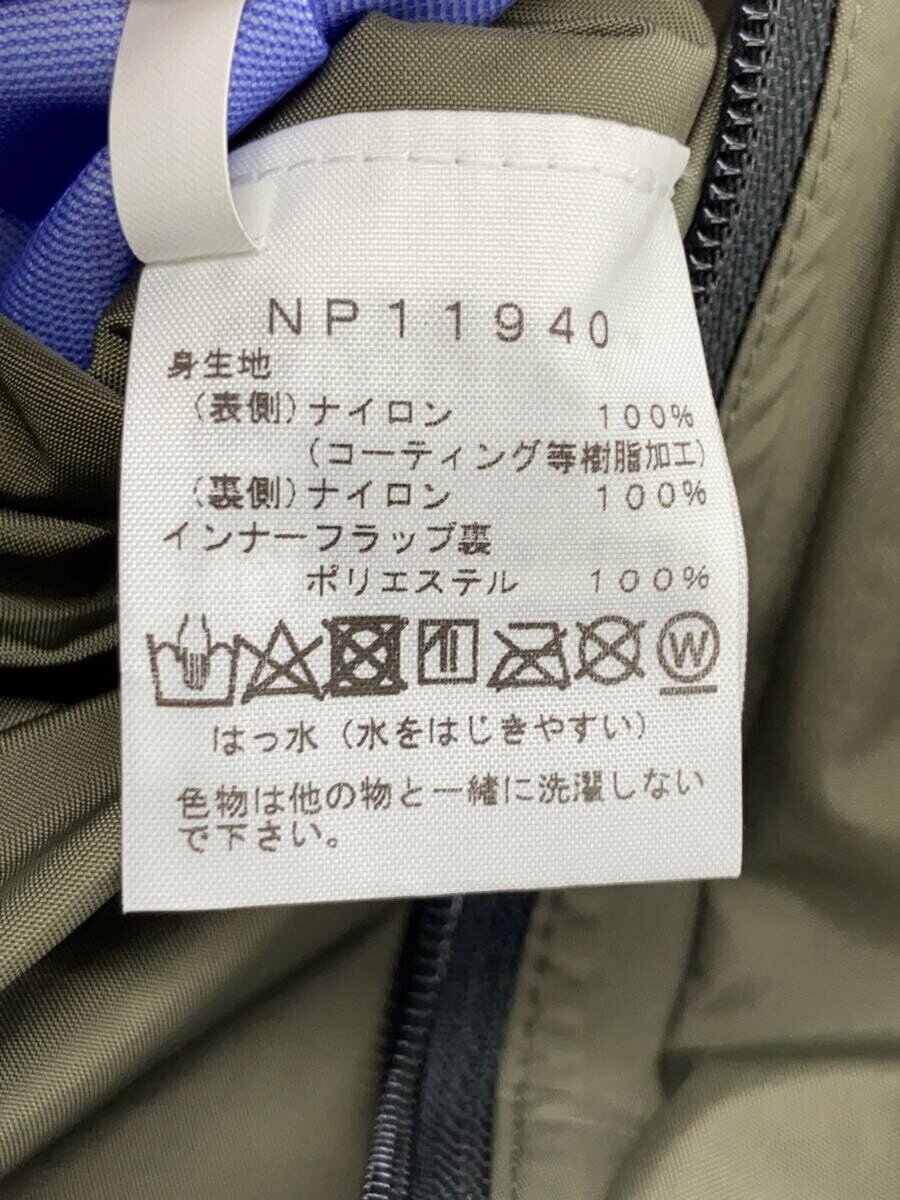 NP11940
身生地
(表側)ナイロン 100%
(コーティング等樹脂加工)
(裏側)ナイロン 100%
インナーフラップ裏
ポリエステル 100%
W
はっ水(水をはじきやすい)
色物は他の物と一緒に洗濯しない
で下さい。